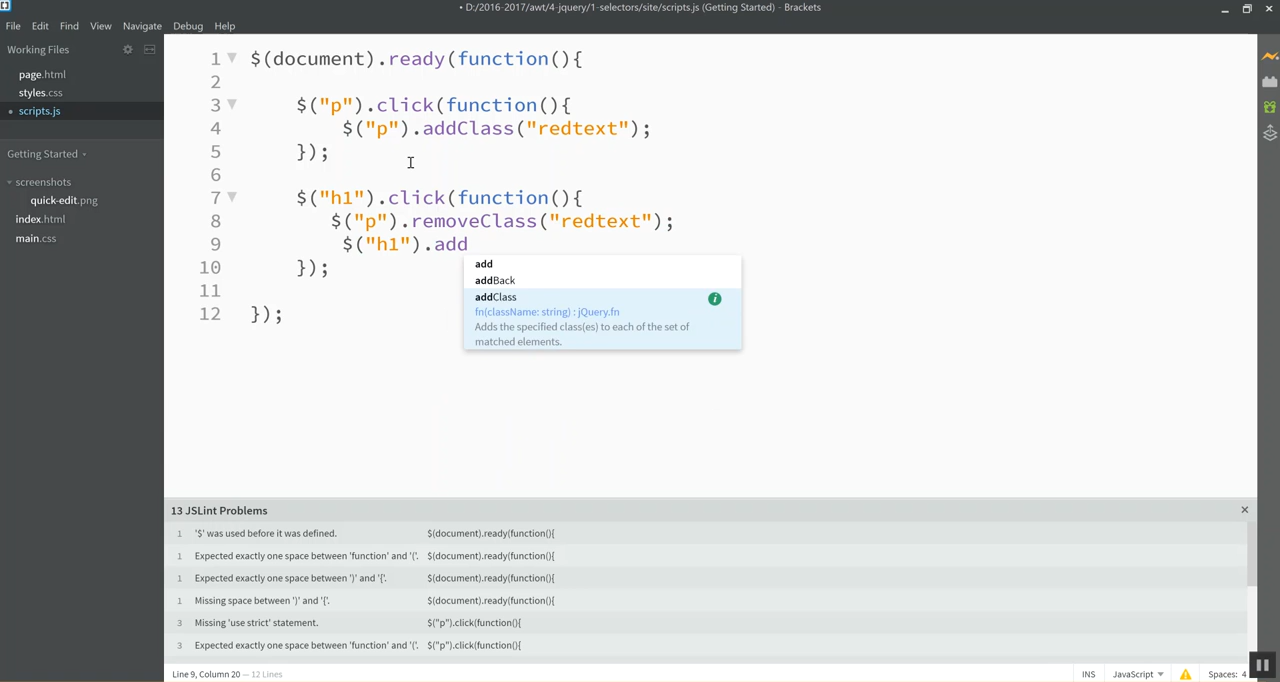 • D:/2016-2017/awt/4-jquery/1-selectors/site/scripts.js (Getting Started) - Brackets
File Edit Find View Navigate Debug Help
Working Files
page.html
styles.css
• scripts.js
Getting Started
screenshots
quick-edit.png
index.html
main.css
1 $(document).ready(function(){
2
3 $("p").click(function(){
4 $("p").addClass("redtext");
5 });
6
7 $("h1").click(function(){
8 $("p").removeClass("redtext");
9 $("h1").add
10 });
11
12 });
add
addBack
addClass
fn(className: string) : jQuery.fn
Adds the specified class(es) to each of the set of
matched elements.
13 JSLint Problems
1 '$' was used before it was defined. $(document).ready(function(){
1 Expected exactly one space between 'function' and '('. $(document).ready(function(){
1 Expected exactly one space between ')' and '{'. $(document).ready(function(){
1 Missing space between ')' and '{'. $(document).ready(function(){
3 Missing 'use strict' statement. $("p").click(function(){
3 Expected exactly one space between 'function' and '('. $("p").click(function(){
Line 9, Column 20 — 12 Lines
INS JavaScript Spaces: 4